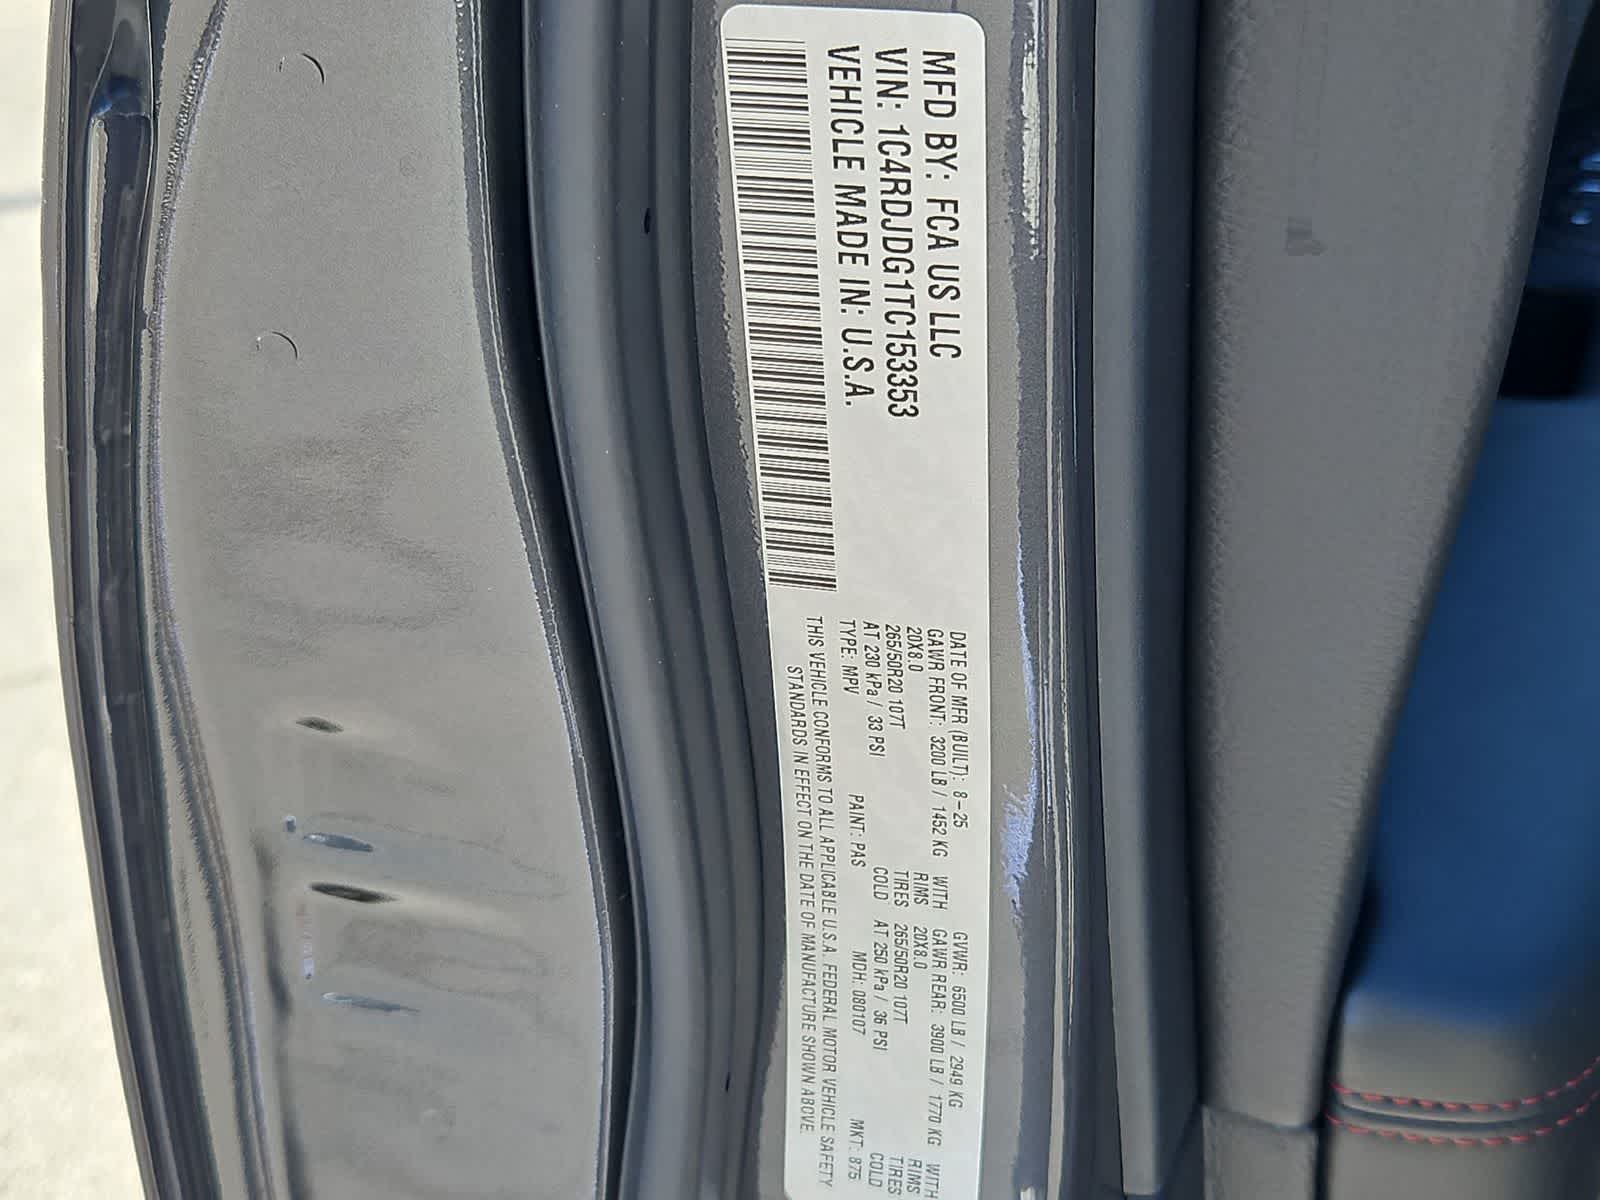 MFD BY: FCA US LLC
VIN: 1C4RDJDG1TC153353
VEHICLE MADE IN: U.S.A.
DATE OF MFR (BUILT): 8-25 GVWR: 6500 LB / 2949 KG
GAWR FRONT: 3200 LB / 1452 KG WITH GAWR REAR: 3900 LB / 1770 KG WITH
20X8.0 RIMS 20X8.0 RIMS
265/50R20 107T TIRES 265/50R20 107T TIRES
AT 230 kPa / 33 PSI COLD AT 250 kPa / 36 PSI COLD
TYPE: MPV PAINT: PAS MDH: 080107 MKT: 875
THIS VEHICLE CONFORMS TO ALL APPLICABLE U.S.A. FEDERAL MOTOR VEHICLE SAFETY
STANDARDS IN EFFECT ON THE DATE OF MANUFACTURE SHOWN ABOVE.